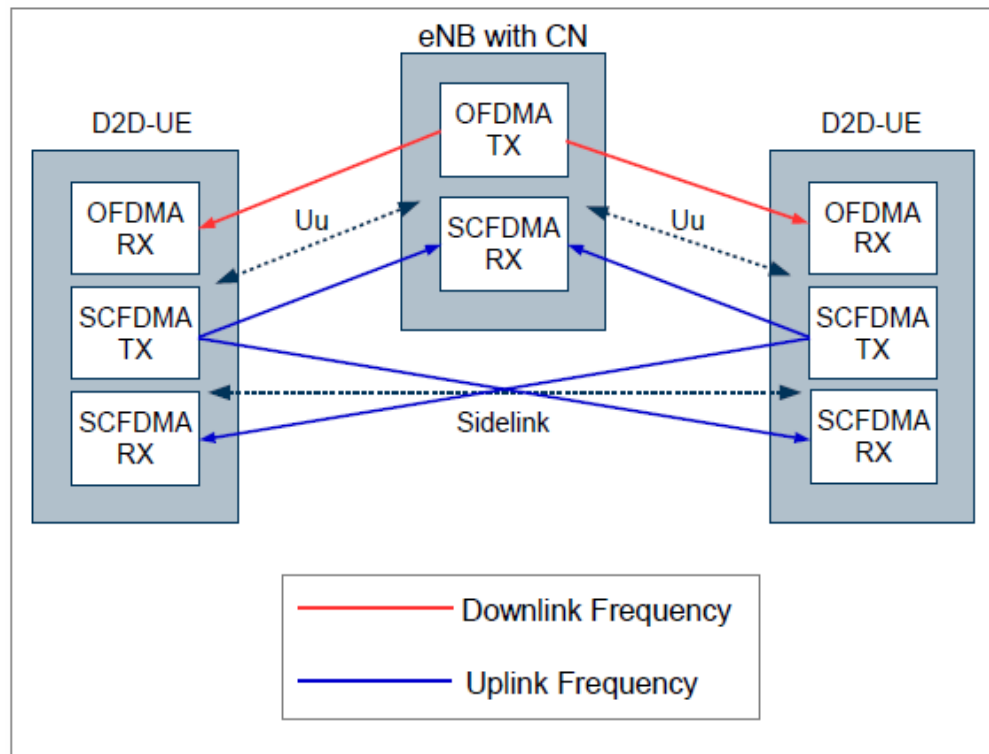 eNB with CN
D2D-UE
D2D-UE
OFDMA
TX
SCFDMA
RX
OFDMA
RX
SCFDMA
TX
SCFDMA
RX
Uu
Uu
OFDMA
RX
SCFDMA
TX
SCFDMA
RX
Sidelink
Downlink Frequency
Uplink Frequency